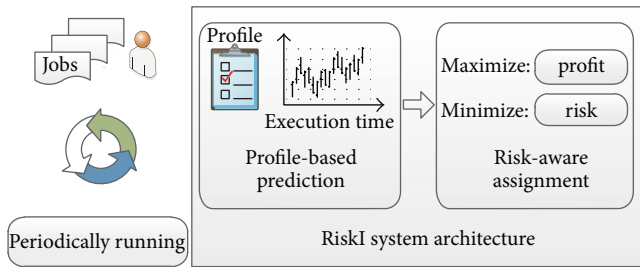 Jobs
Periodically running
Profile
Execution time
Profile-based
prediction
Maximize: profit
Minimize: risk
Risk-aware
assignment
RiskI system architecture